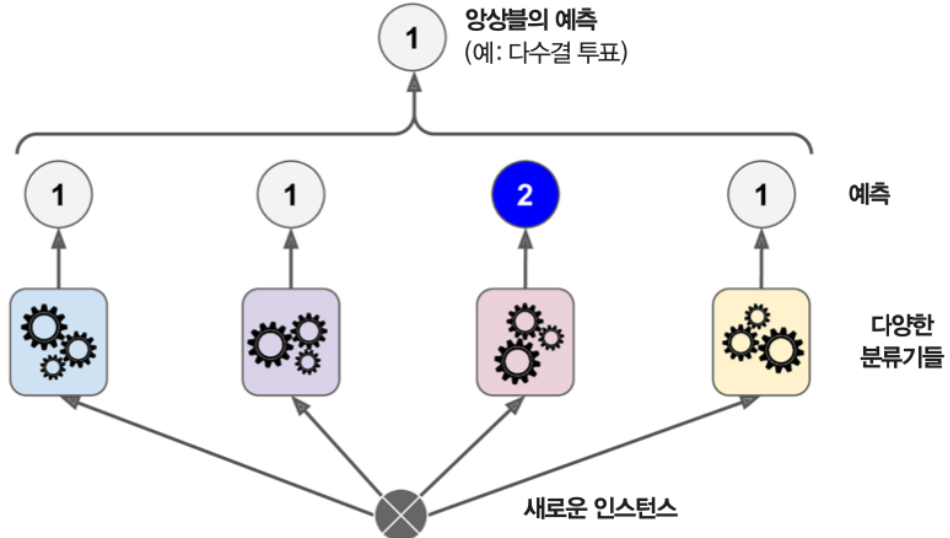 1
앙상블의 예측
(예: 다수결 투표)
1
1
2
1
예측
다양한
분류기들
새로운 인스턴스